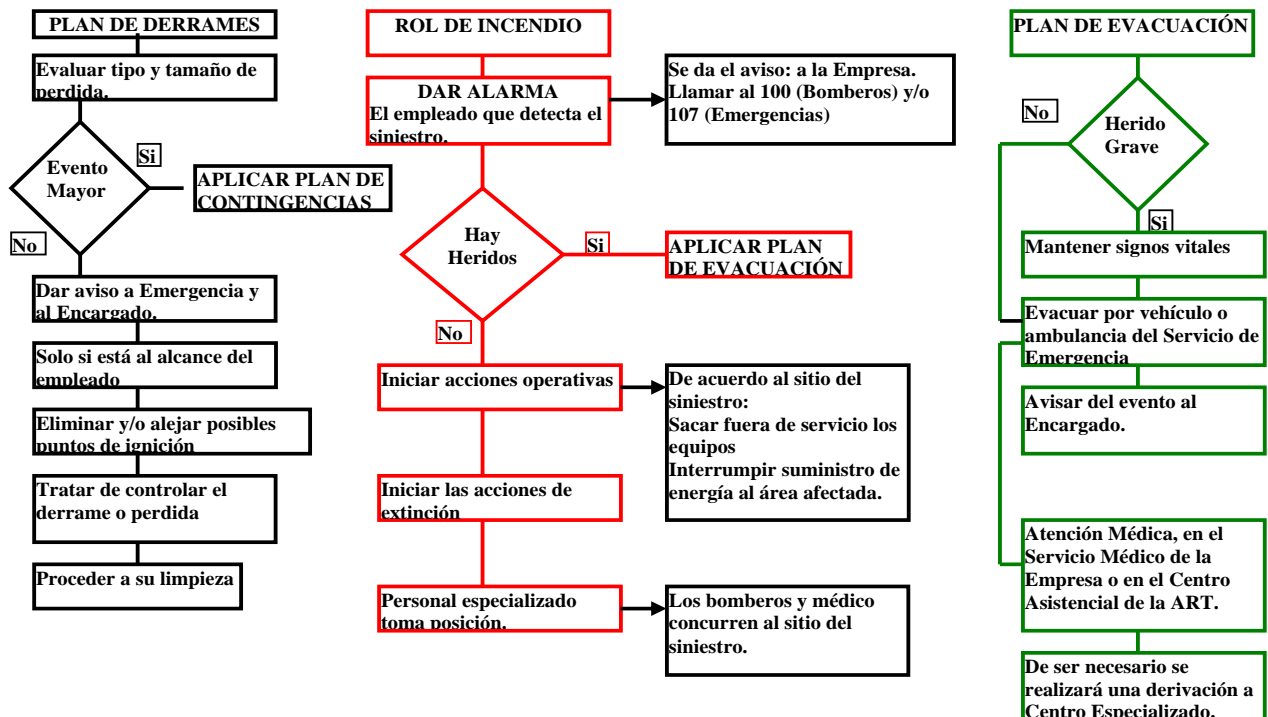 PLAN DE DERRAMES
Evaluar tipo y tamaño de
perdida.
Evento
Mayor
Si
APLICAR PLAN DE
CONTINGENCIAS
No
Dar aviso a Emergencia y
al Encargado.
Solo si está al alcance del
empleado
Eliminar y/o alejar posibles
puntos de ignición
Tratar de controlar el
derrame o perdida
Proceder a su limpieza
ROL DE INCENDIO
DAR ALARMA
El empleado que detecta el
siniestro.
Se da el aviso: a la Empresa.
Llamar al 100 (Bomberos) y/o
107 (Emergencias)
Hay
Heridos
Si
APLICAR PLAN
DE EVACUACIÓN
No
Iniciar acciones operativas
De acuerdo al sitio del
siniestro:
Sacar fuera de servicio los
equipos
Interrumpir suministro de
energía al área afectada.
Iniciar las acciones de
extinción
Personal especializado
toma posición.
Los bomberos y médico
concurren al sitio del
siniestro.
PLAN DE EVACUACIÓN
No
Herido
Grave
Si
Mantener signos vitales
Evacuar por vehículo o
ambulancia del Servicio de
Emergencia
Avisar del evento al
Encargado.
Atención Médica, en el
Servicio Médico de la
Empresa o en el Centro
Asistencial de la ART.
De ser necesario se
realizará una derivación a
Centro Especializado.